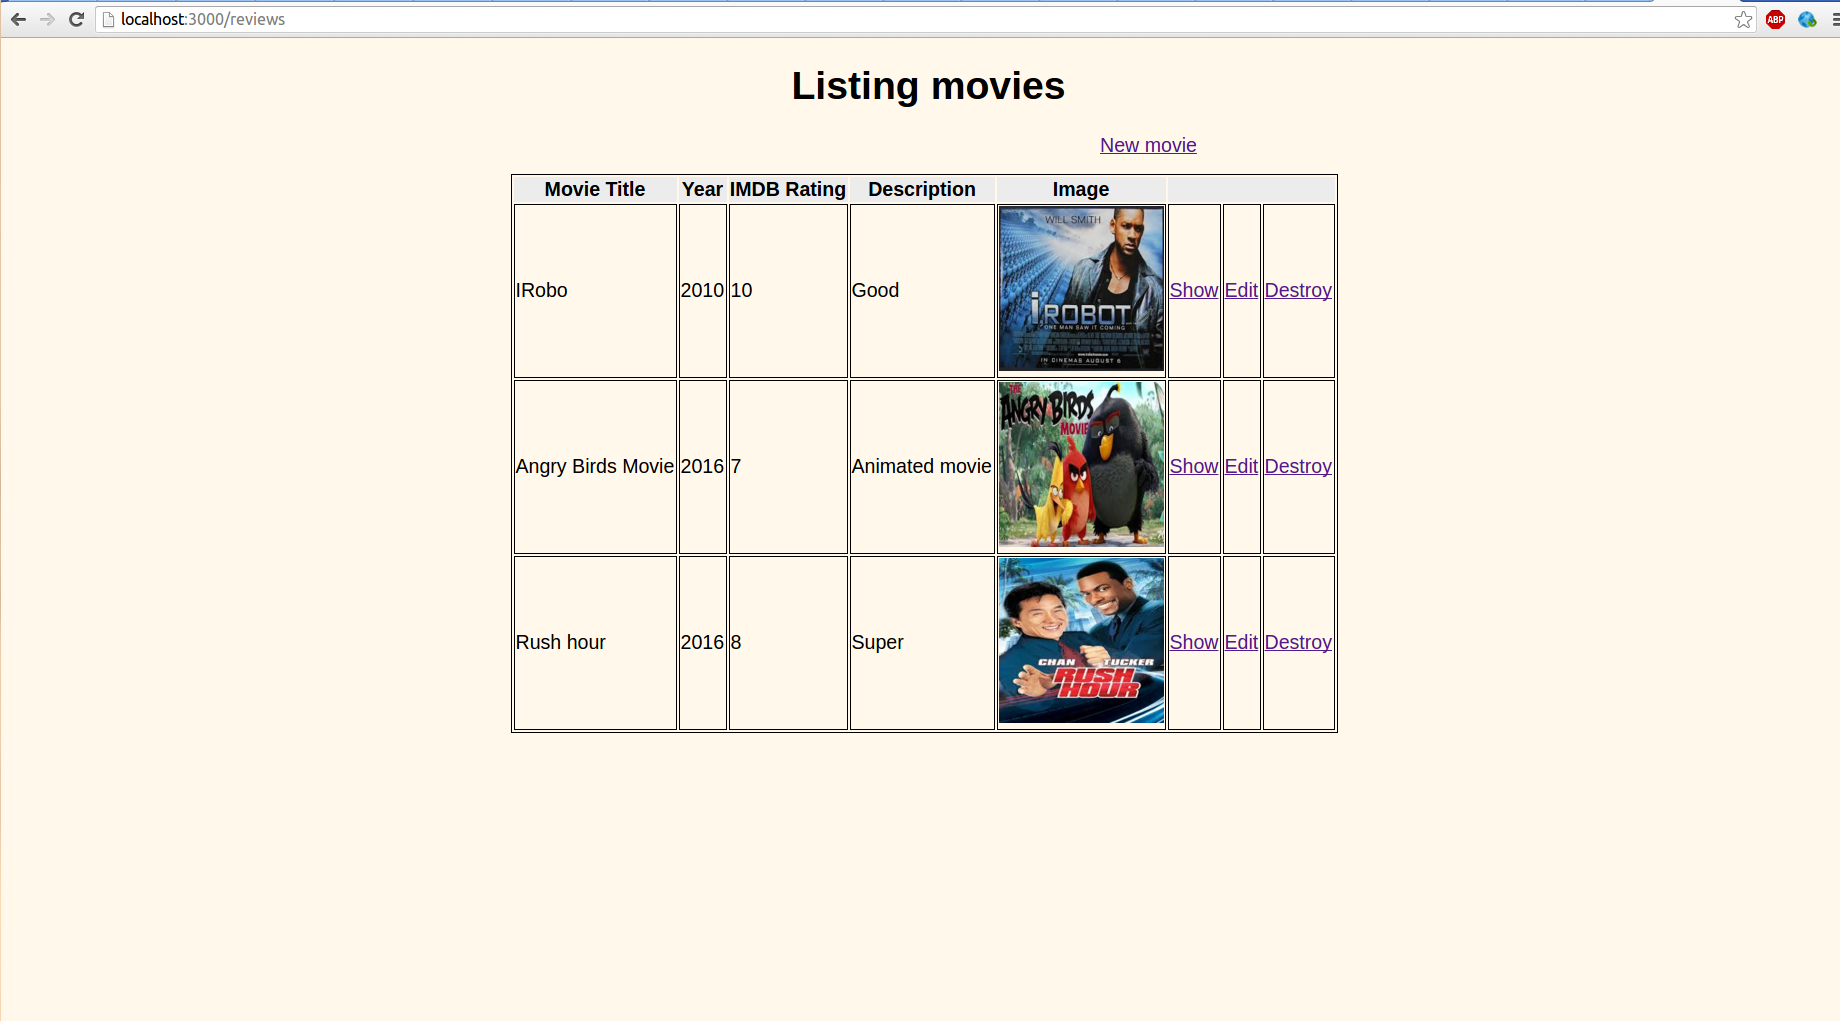 localhost:3000/reviews
ABP
Listing movies
New movie
Movie Title Year IMDB Rating Description Image
IRobo 2010 10 Good Show Edit Destroy
WILL SMITH
i, ROBOT
ONE MAN SAW IT COMING
IN CINEMAS AUGUST 6
Angry Birds Movie 2016 7 Animated movie Show Edit Destroy
THE
ANGRY BIRDS
MOVIE
Rush hour 2016 8 Super Show Edit Destroy
CHAN TUCKER
RUSH
HOUR